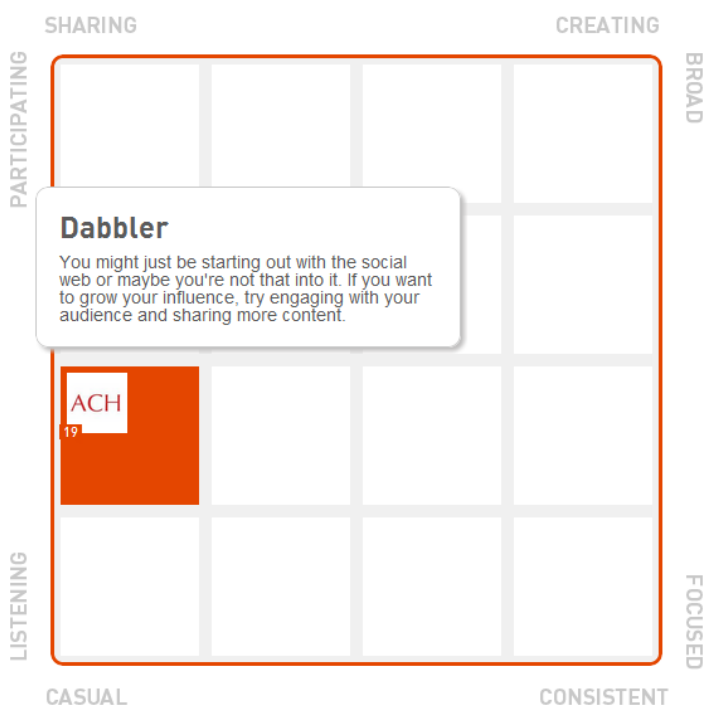 SHARING
CREATING
PARTICIPATING
BROAD
Dabbler
You might just be starting out with the social
web or maybe you're not that into it. If you want
to grow your influence, try engaging with your
audience and sharing more content.
ACH
19
LISTENING
FOCUSED
CASUAL
CONSISTENT